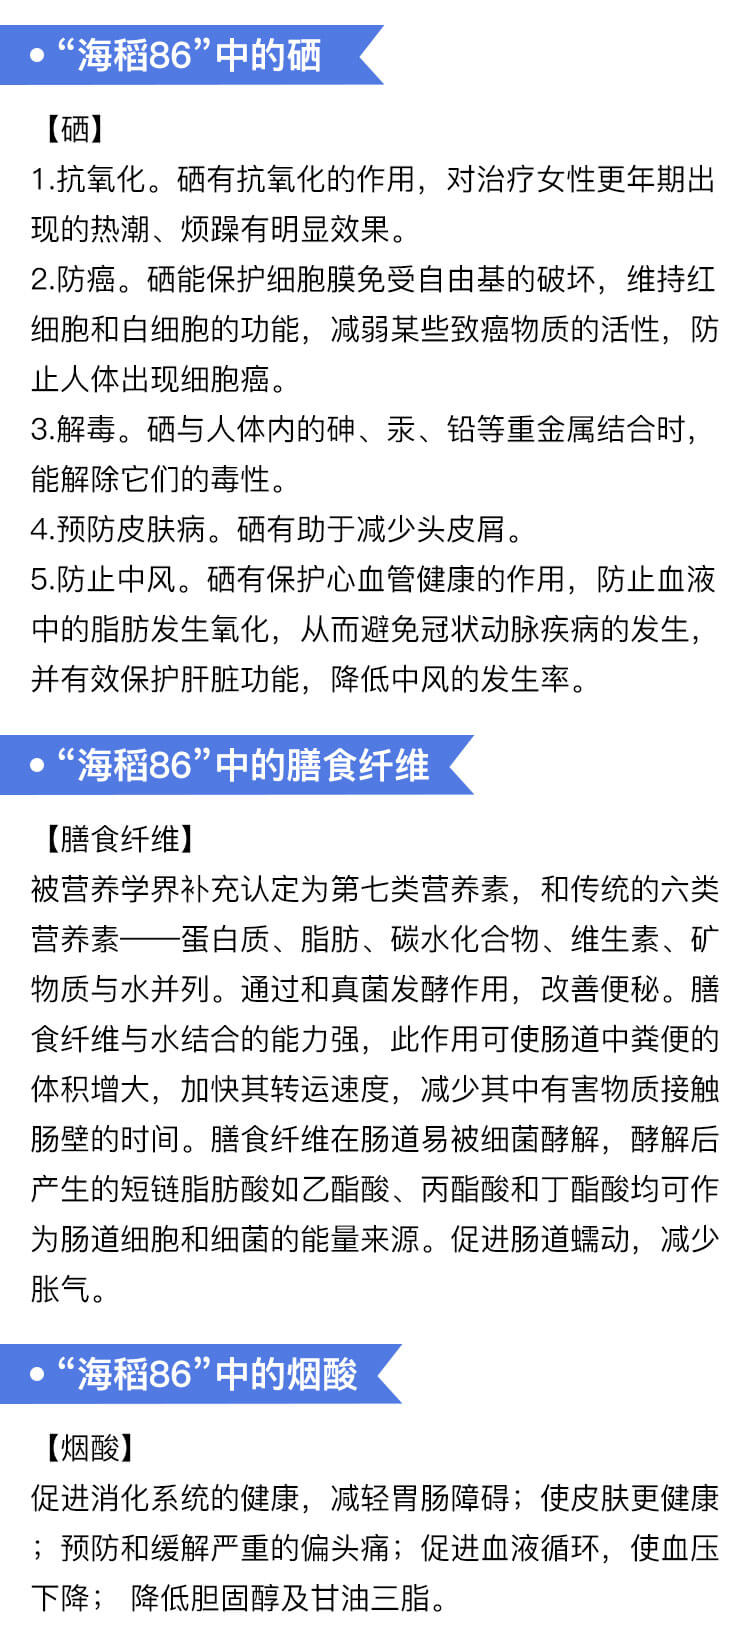 • “海稻86”中的硒
【硒】
1.抗氧化。硒有抗氧化的作用，对治疗女性更年期出
现的热潮、烦躁有明显效果。
2.防癌。硒能保护细胞膜免受自由基的破坏，维持红
细胞和白细胞的功能，减弱某些致癌物质的活性，防
止人体出现细胞癌。
3.解毒。硒与人体内的砷、汞、铅等重金属结合时，
能解除它们的毒性。
4.预防皮肤病。硒有助于减少头皮屑。
5.防止中风。硒有保护心血管健康的作用，防止血液
中的脂肪发生氧化，从而避免冠状动脉疾病的发生，
并有效保护肝脏功能，降低中风的发生率。
• “海稻86”中的膳食纤维
【膳食纤维】
被营养学界补充认定为第七类营养素，和传统的六类
营养素——蛋白质、脂肪、碳水化合物、维生素、矿
物质与水并列。通过和真菌发酵作用，改善便秘。膳
食纤维与水结合的能力强，此作用可使肠道中粪便的
体积增大，加快其转运速度，减少其中有害物质接触
肠壁的时间。膳食纤维在肠道易被细菌酵解，酵解后
产生的短链脂肪酸如乙酯酸、丙酯酸和丁酯酸均可作
为肠道细胞和细菌的能量来源。促进肠道蠕动，减少
胀气。
• “海稻86”中的烟酸
【烟酸】
促进消化系统的健康，减轻胃肠障碍；使皮肤更健康
；预防和缓解严重的偏头痛；促进血液循环，使血压
下降； 降低胆固醇及甘油三脂。